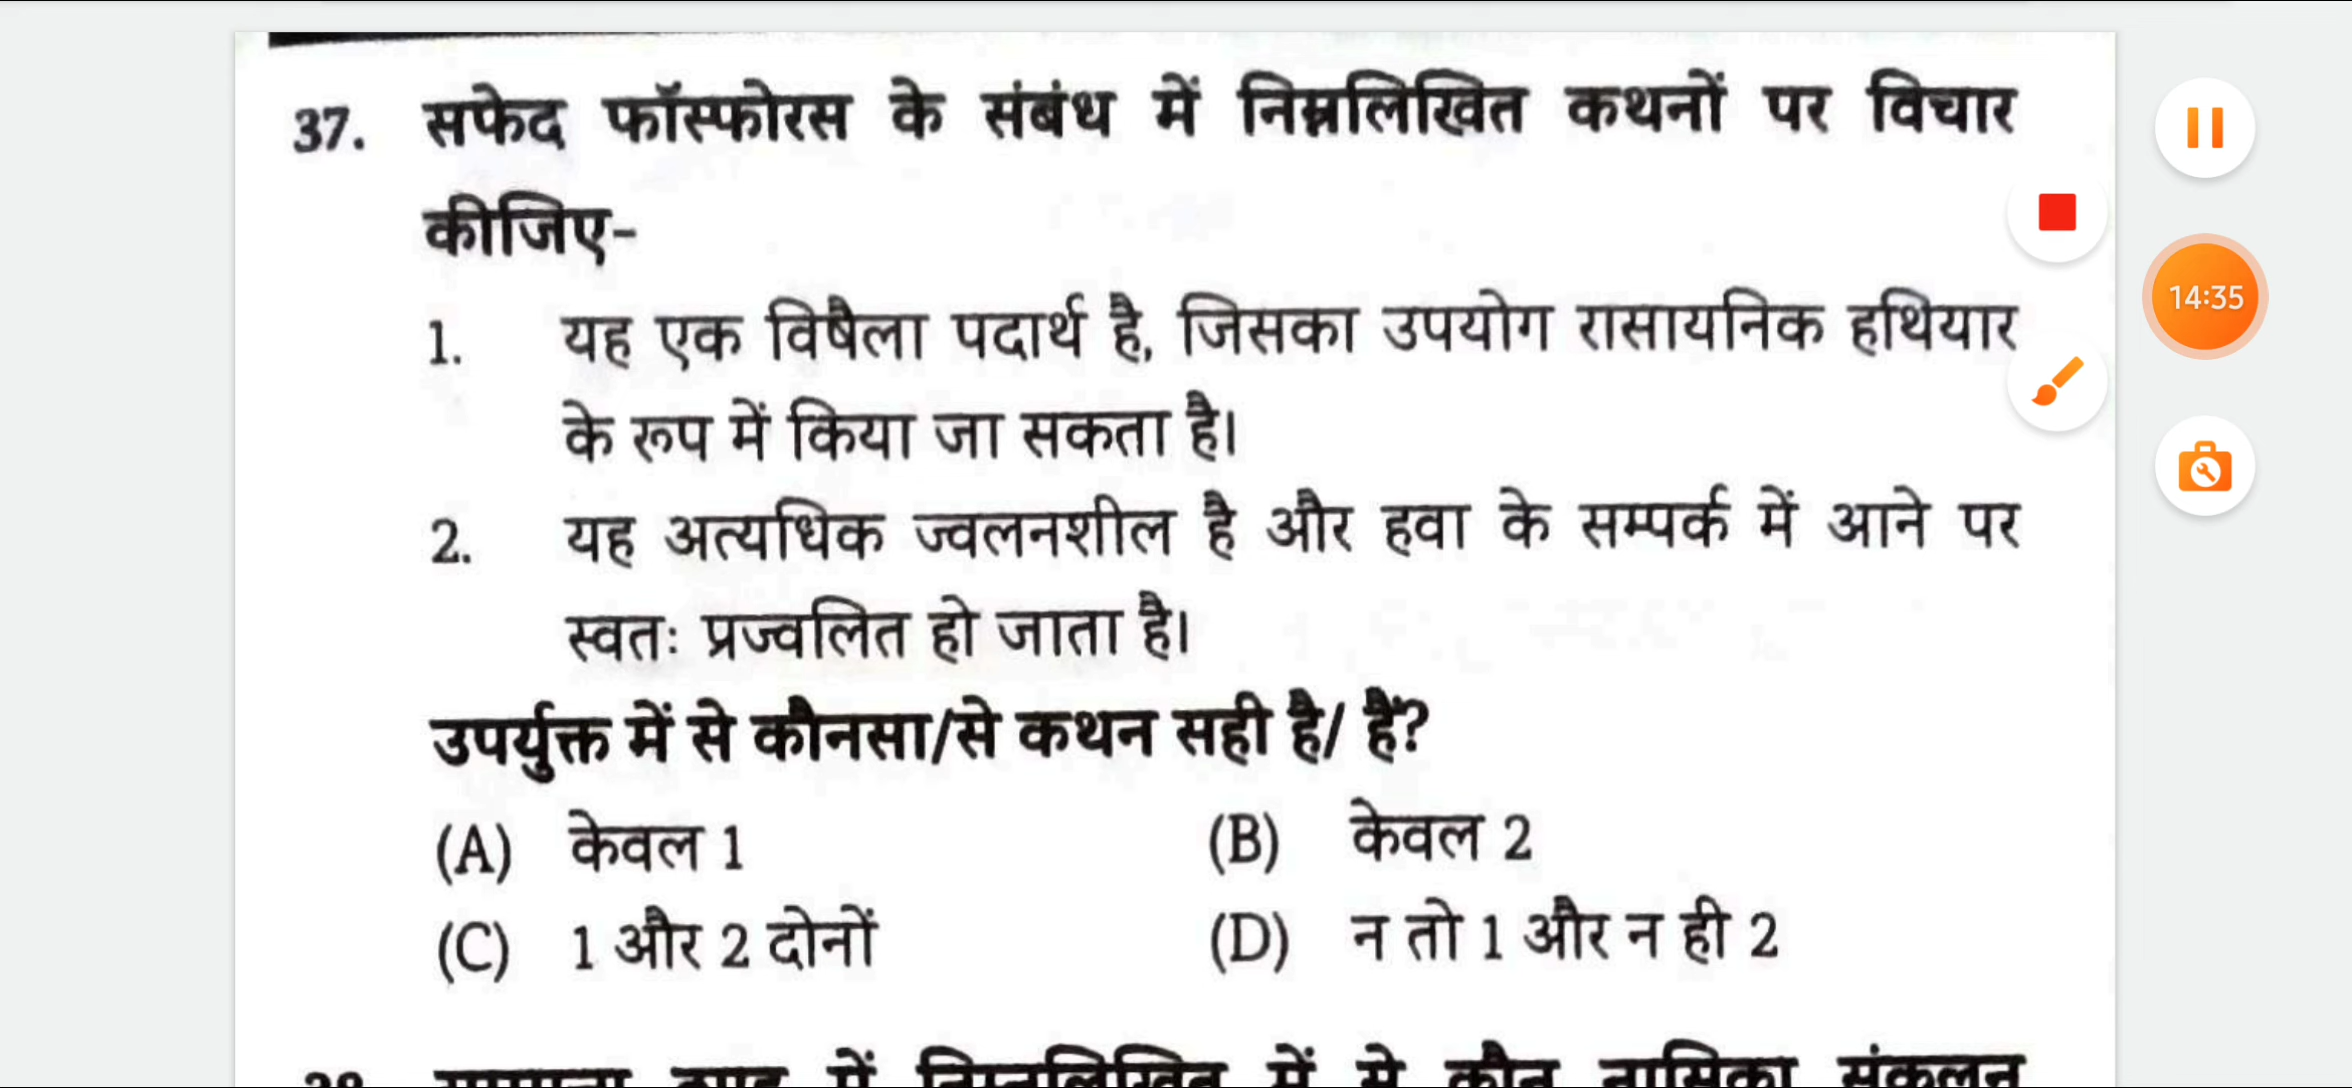 37. सफेद फॉस्फोरस के संबंध में निम्नलिखित कथनों पर विचार
कीजिए-
1. यह एक विषैला पदार्थ है, जिसका उपयोग रासायनिक हथियार
के रूप में किया जा सकता है।
2. यह अत्यधिक ज्वलनशील है और हवा के सम्पर्क में आने पर
स्वतः प्रज्वलित हो जाता है।
उपर्युक्त में से कौनसा/से कथन सही है/ हैं?
(A) केवल 1 (B) केवल 2
(C) 1 और 2 दोनों (D) न तो 1 और न ही 2
में निम्नलिखित में से कौन संकलन
14:35